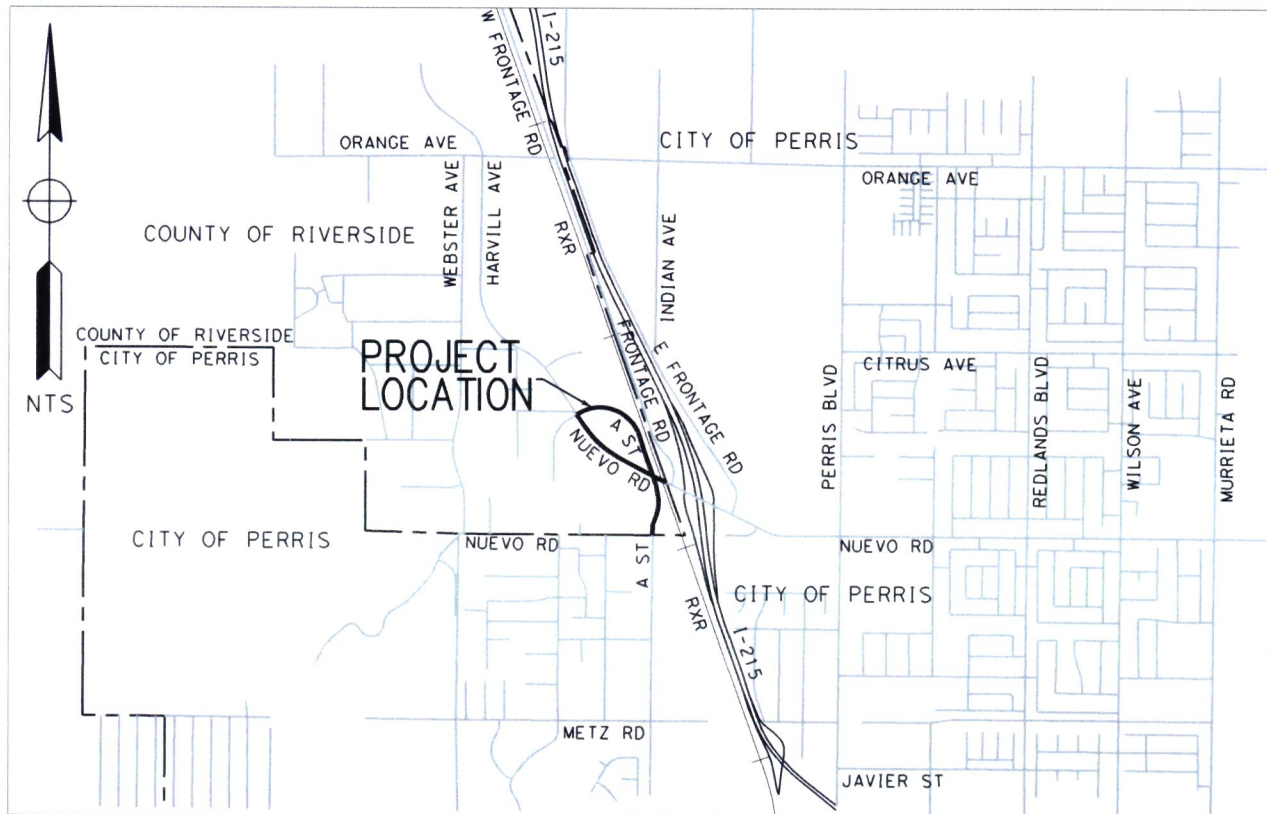 W FRONTAGE RD
I-215
ORANGE AVE
CITY OF PERRIS
ORANGE AVE
WEBSTER AVE
HARVILL AVE
RXR
INDIAN AVE
COUNTY OF RIVERSIDE
COUNTY OF RIVERSIDE
CITY OF PERRIS
NTS
PROJECT
LOCATION
FRONTAGE RD
E FRONTAGE RD
CITRUS AVE
PERRIS BLVD
REDLANDS BLVD
WILSON AVE
MURRIETA RD
A ST
NUEVO RD
CITY OF PERRIS
NUEVO RD
A ST
NUEVO RD
CITY OF PERRIS
RXR
I-215
METZ RD
JAVIER ST